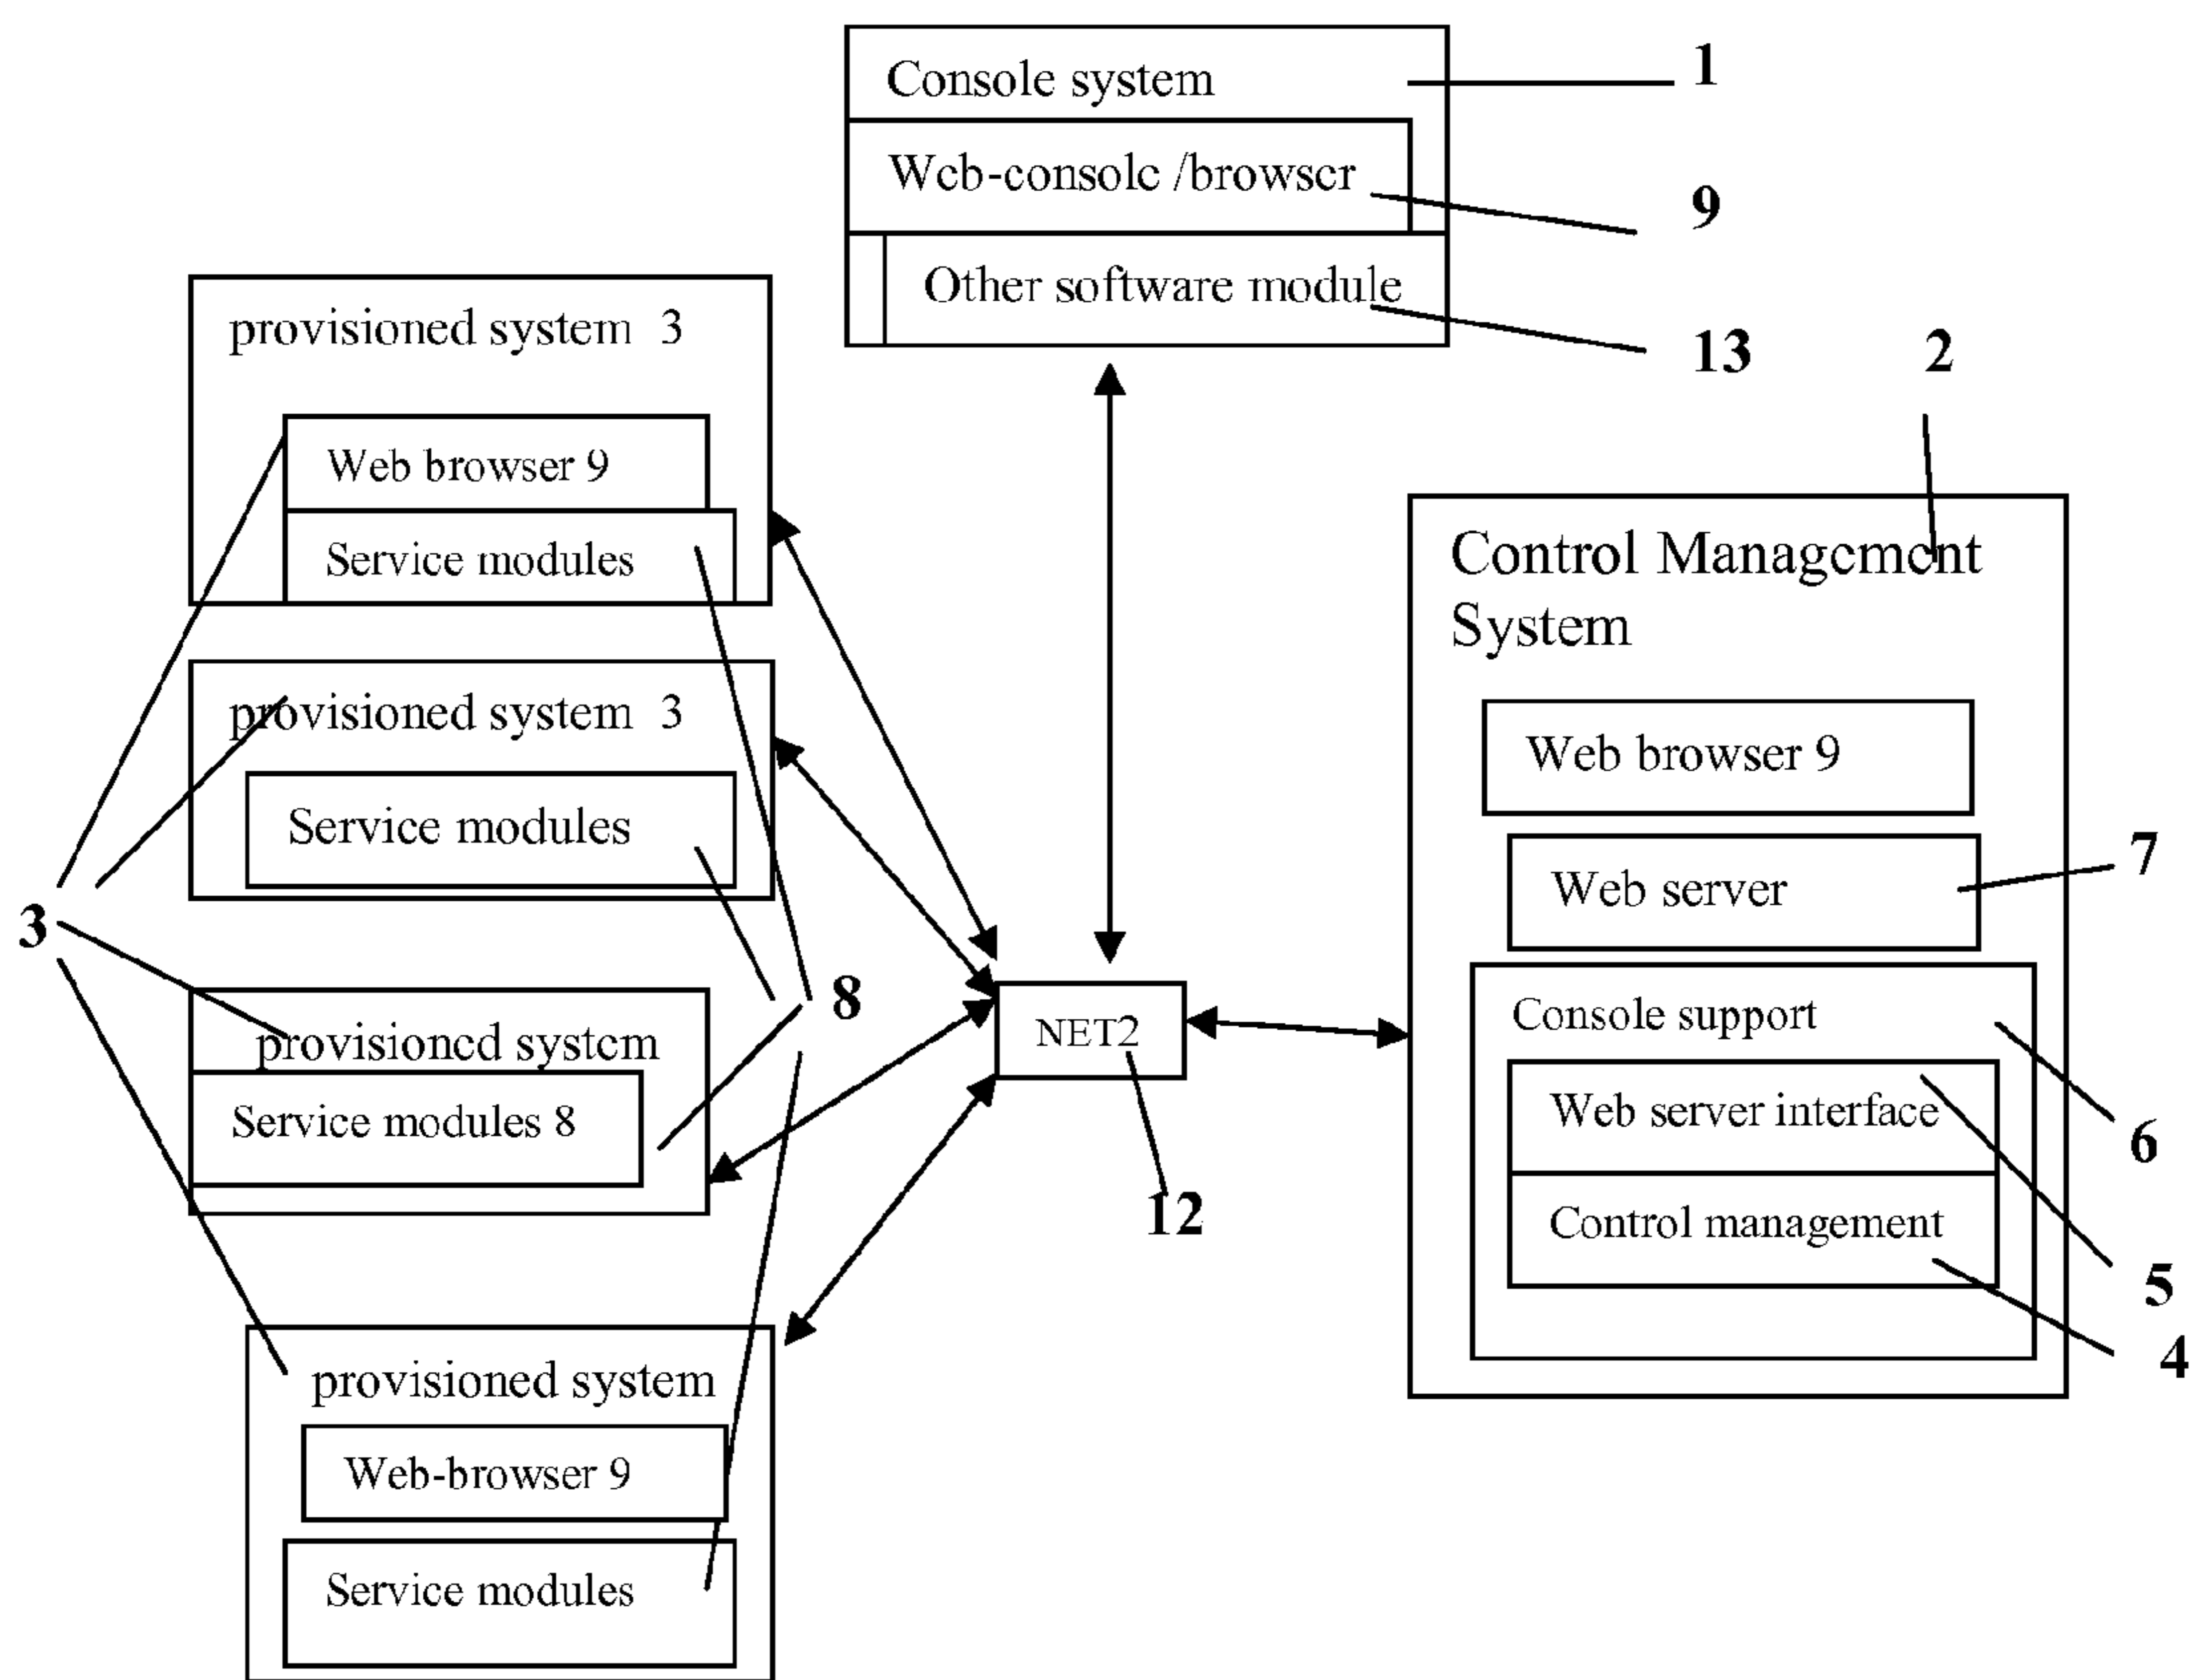 Console system
1
Web-console /browser
9
Other software module
13
2
provisioned system 3
Web browser 9
Service modules
provisioned system 3
Service modules
3
8
provisioned system
Service modules 8
provisioned system
Web-browser 9
Service modules
NET2
12
Control Management
System
Web browser 9
Web server
7
Console support
Web server interface
Control management
6
5
4